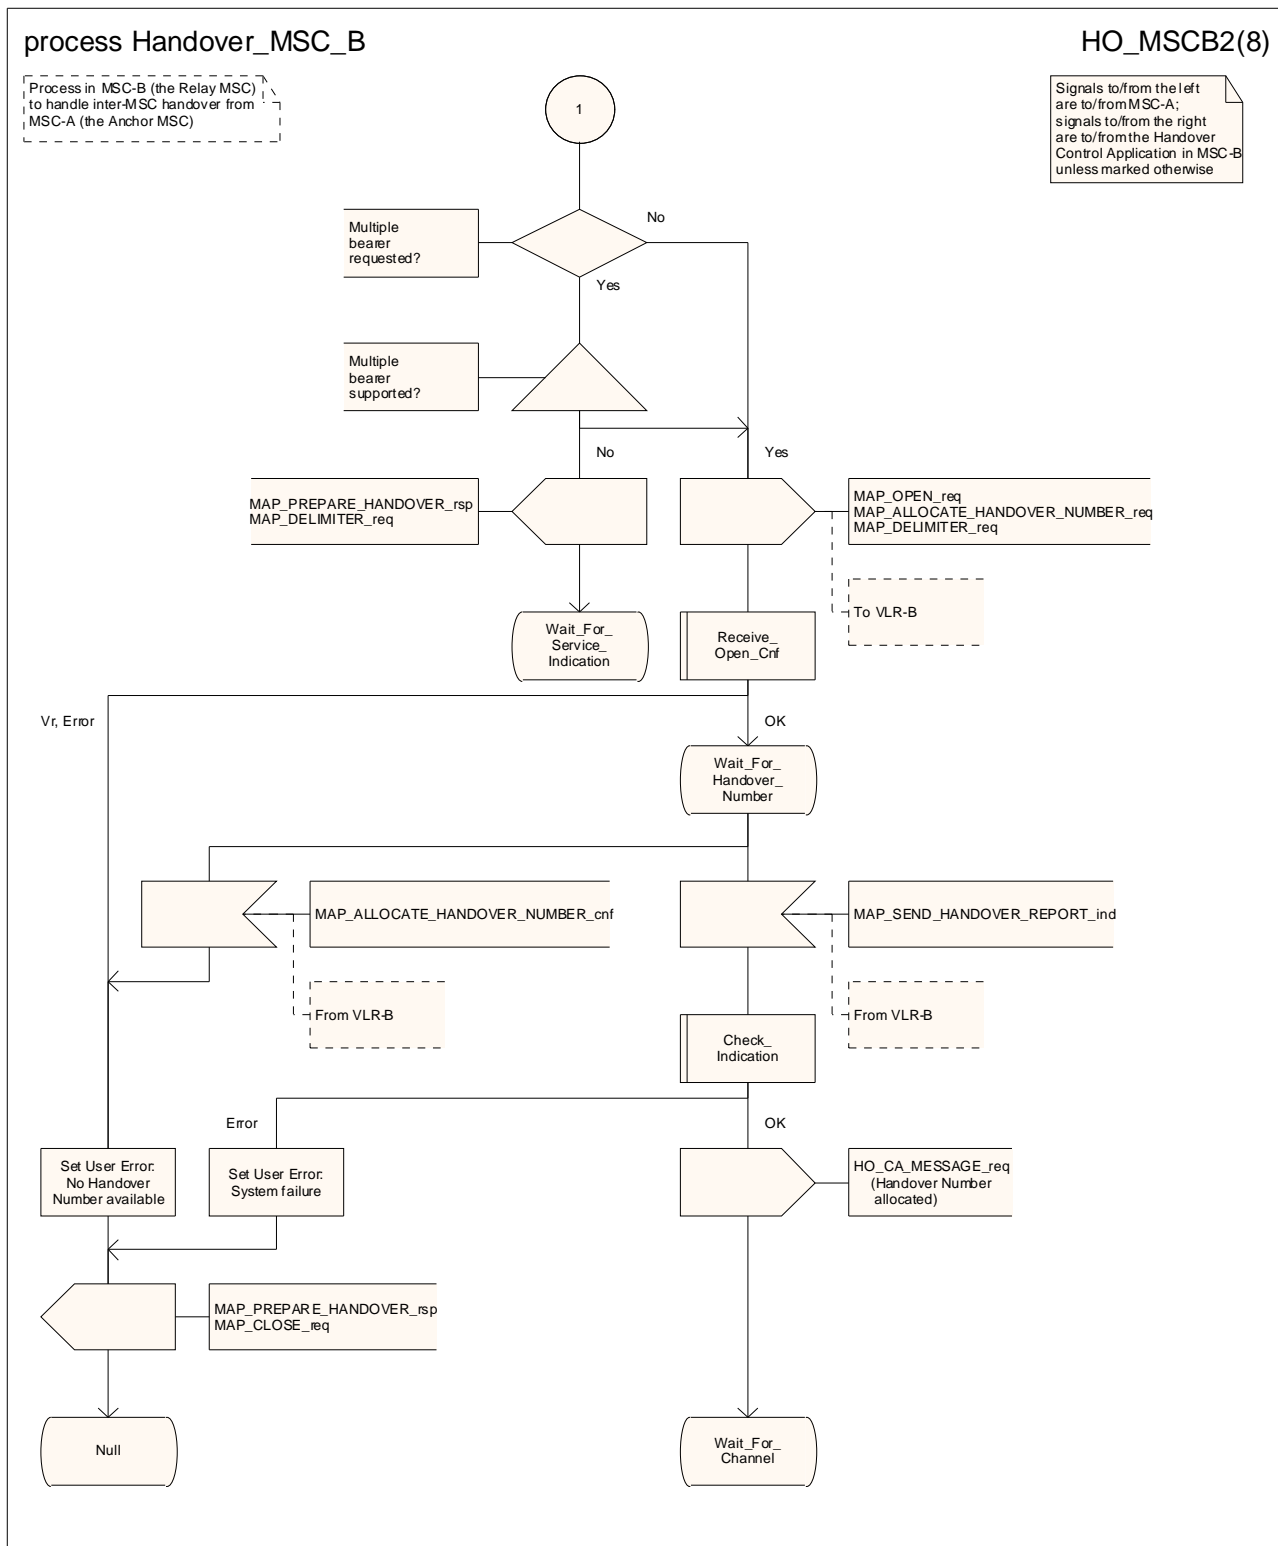 process Handover_MSC_B
HO_MSCB2(8)
Process in MSC-B (the Relay MSC)
to handle inter-MSC handover from
MSC-A (the Anchor MSC)
Signals to/from the left
are to/from MSC-A;
signals to/from the right
are to/from the Handover
Control Application in MSC-B
unless marked otherwise
1
No
Multiple
bearer
requested?
Yes
Multiple
bearer
supported?
No
Yes
MAP_PREPARE_HANDOVER_rsp
MAP_DELIMITER_req
MAP_OPEN_req
MAP_ALLOCATE_HANDOVER_NUMBER_req
MAP_DELIMITER_req
To VLR-B
Wait_For_
Service_
Indication
Receive_
Open_Cnf
Vr, Error
OK
Wait_For_
Handover_
Number
MAP_ALLOCATE_HANDOVER_NUMBER_cnf
MAP_SEND_HANDOVER_REPORT_ind
From VLR-B
From VLR-B
Check_
Indication
Error
OK
Set User Error:
No Handover
Number available
Set User Error:
System failure
HO_CA_MESSAGE_req
(Handover Number
allocated)
MAP_PREPARE_HANDOVER_rsp
MAP_CLOSE_req
Null
Wait_For_
Channel